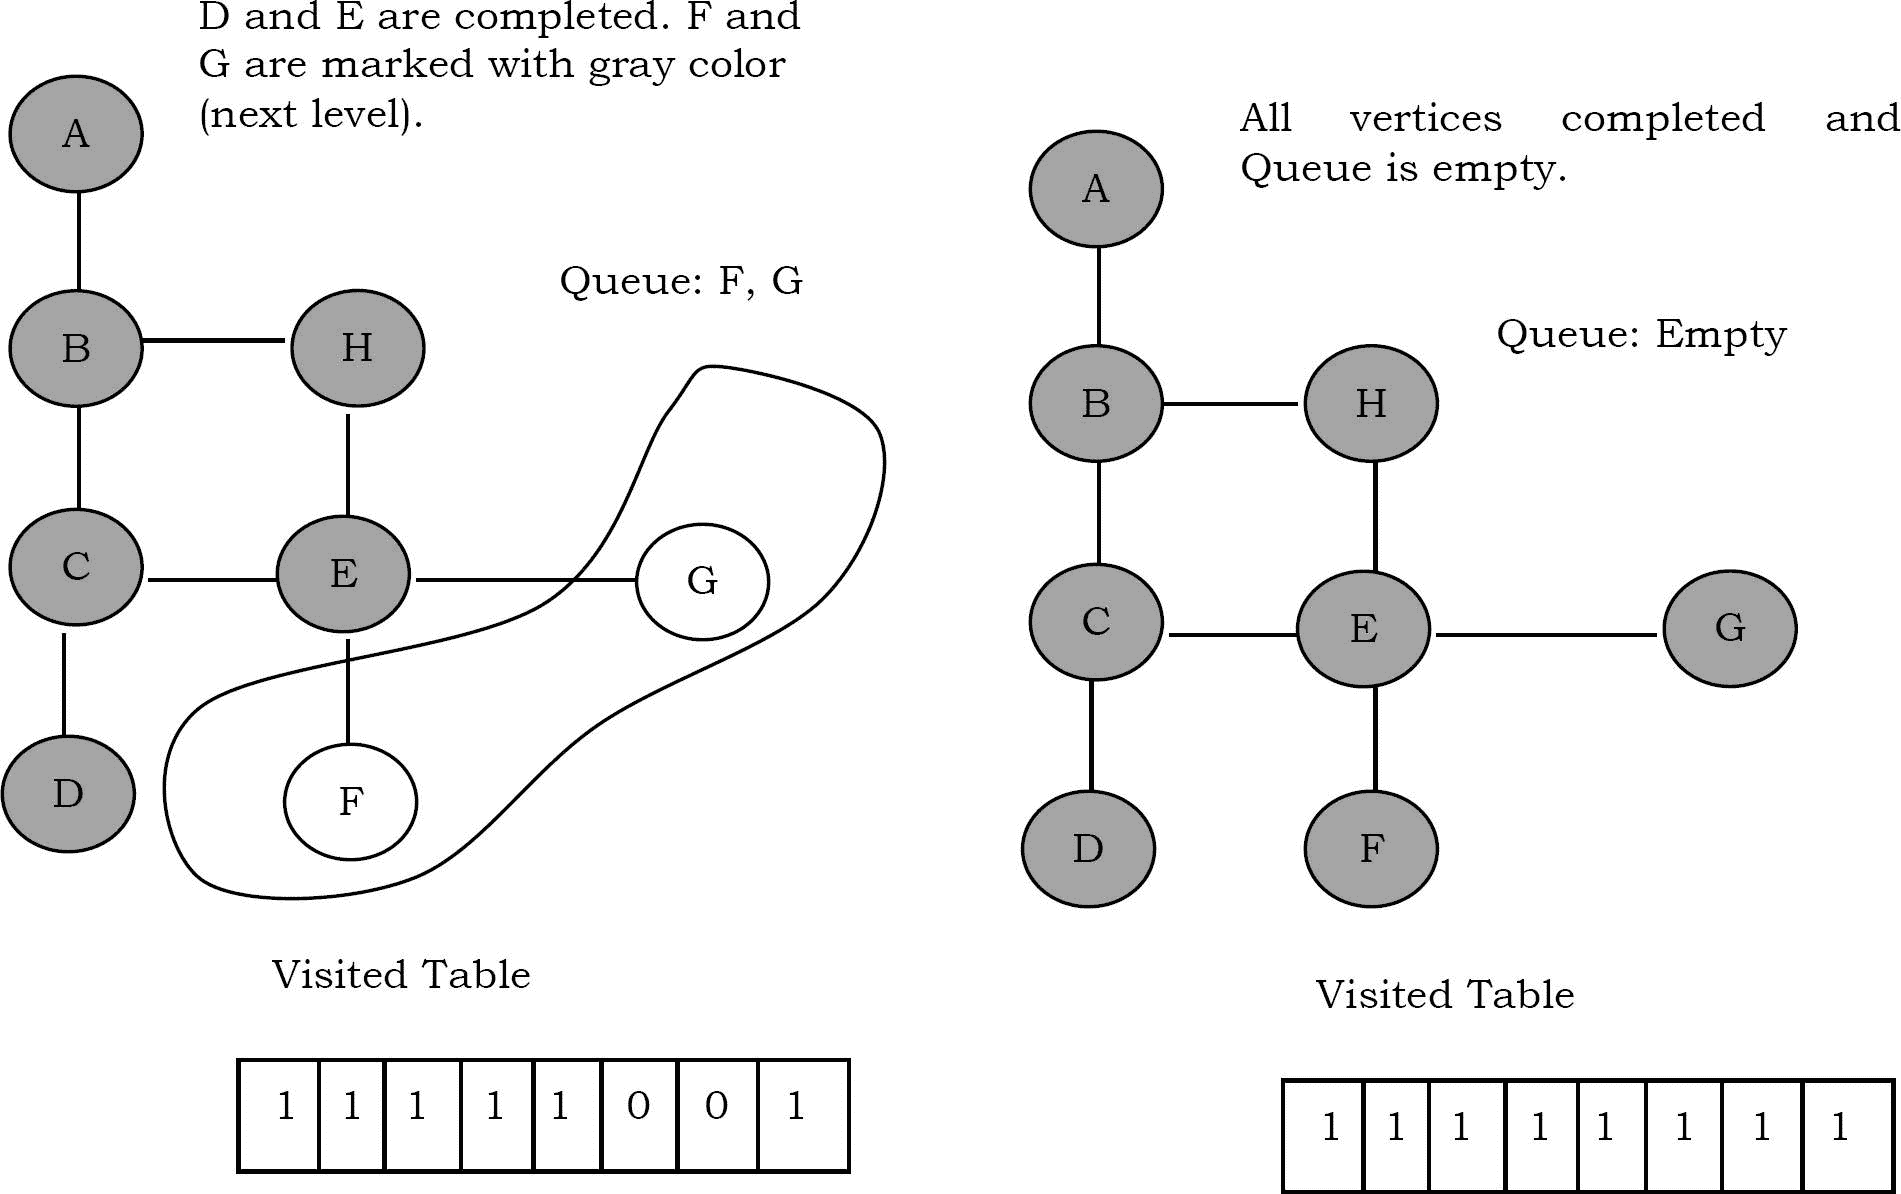 D and E are completed. F and
G are marked with gray color
(next level).
A
Queue: F, G
B H
C E G
D F
Visited Table
1 1 1 1 1 0 0 1
All vertices completed and
Queue is empty.
A
Queue: Empty
B H
C E G
D F
Visited Table
1 1 1 1 1 1 1 1